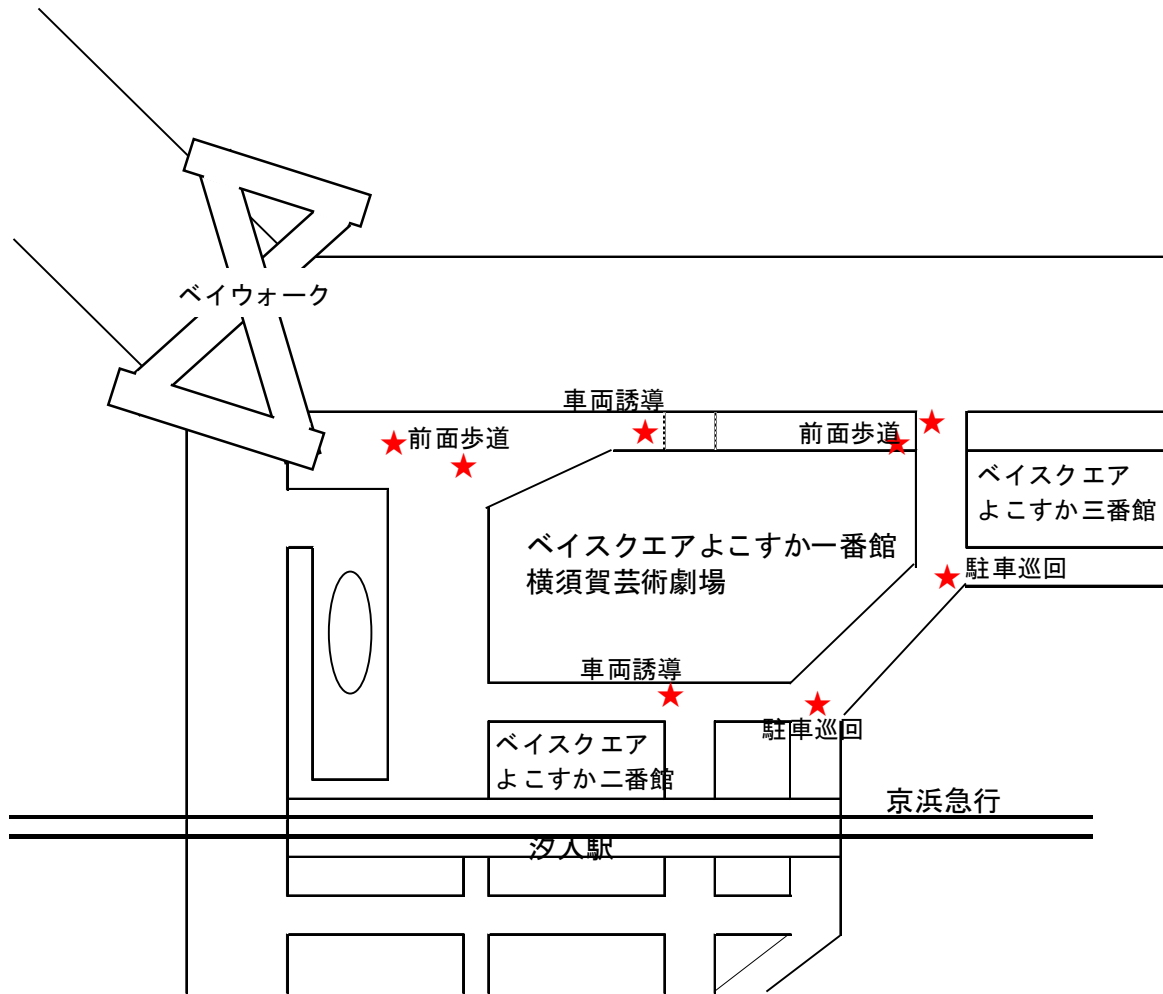 ベイウォーク
車両誘導
前面歩道
前面歩道
ベイスクエア
よこすか三番館
ベイスクエアよこすか一番館
横須賀芸術劇場
駐車巡回
車両誘導
駐車巡回
ベイスクエア
よこすか二番館
京浜急行
汐入駅